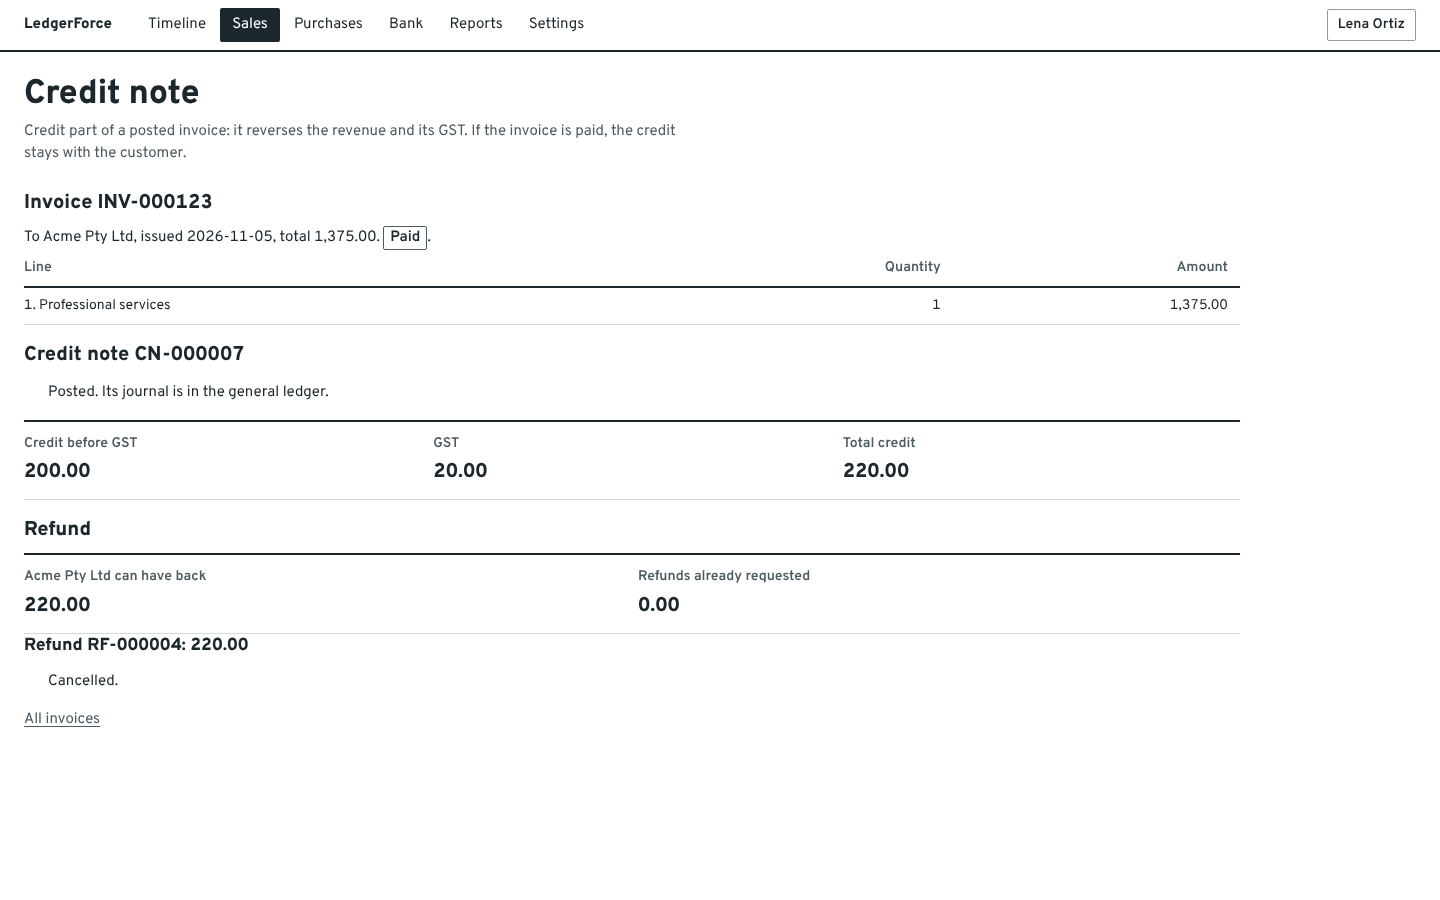 LedgerForce Timeline Sales Purchases Bank Reports Settings Lena Ortiz
Credit note
Credit part of a posted invoice: it reverses the revenue and its GST. If the invoice is paid, the credit
stays with the customer.
Invoice INV-000123
To Acme Pty Ltd, issued 2026-11-05, total 1,375.00. Paid.
Line Quantity Amount
1. Professional services 1 1,375.00
Credit note CN-000007
Posted. Its journal is in the general ledger.
Credit before GST GST Total credit
200.00 20.00 220.00
Refund
Acme Pty Ltd can have back Refunds already requested
220.00 0.00
Refund RF-000004: 220.00
Cancelled.
All invoices